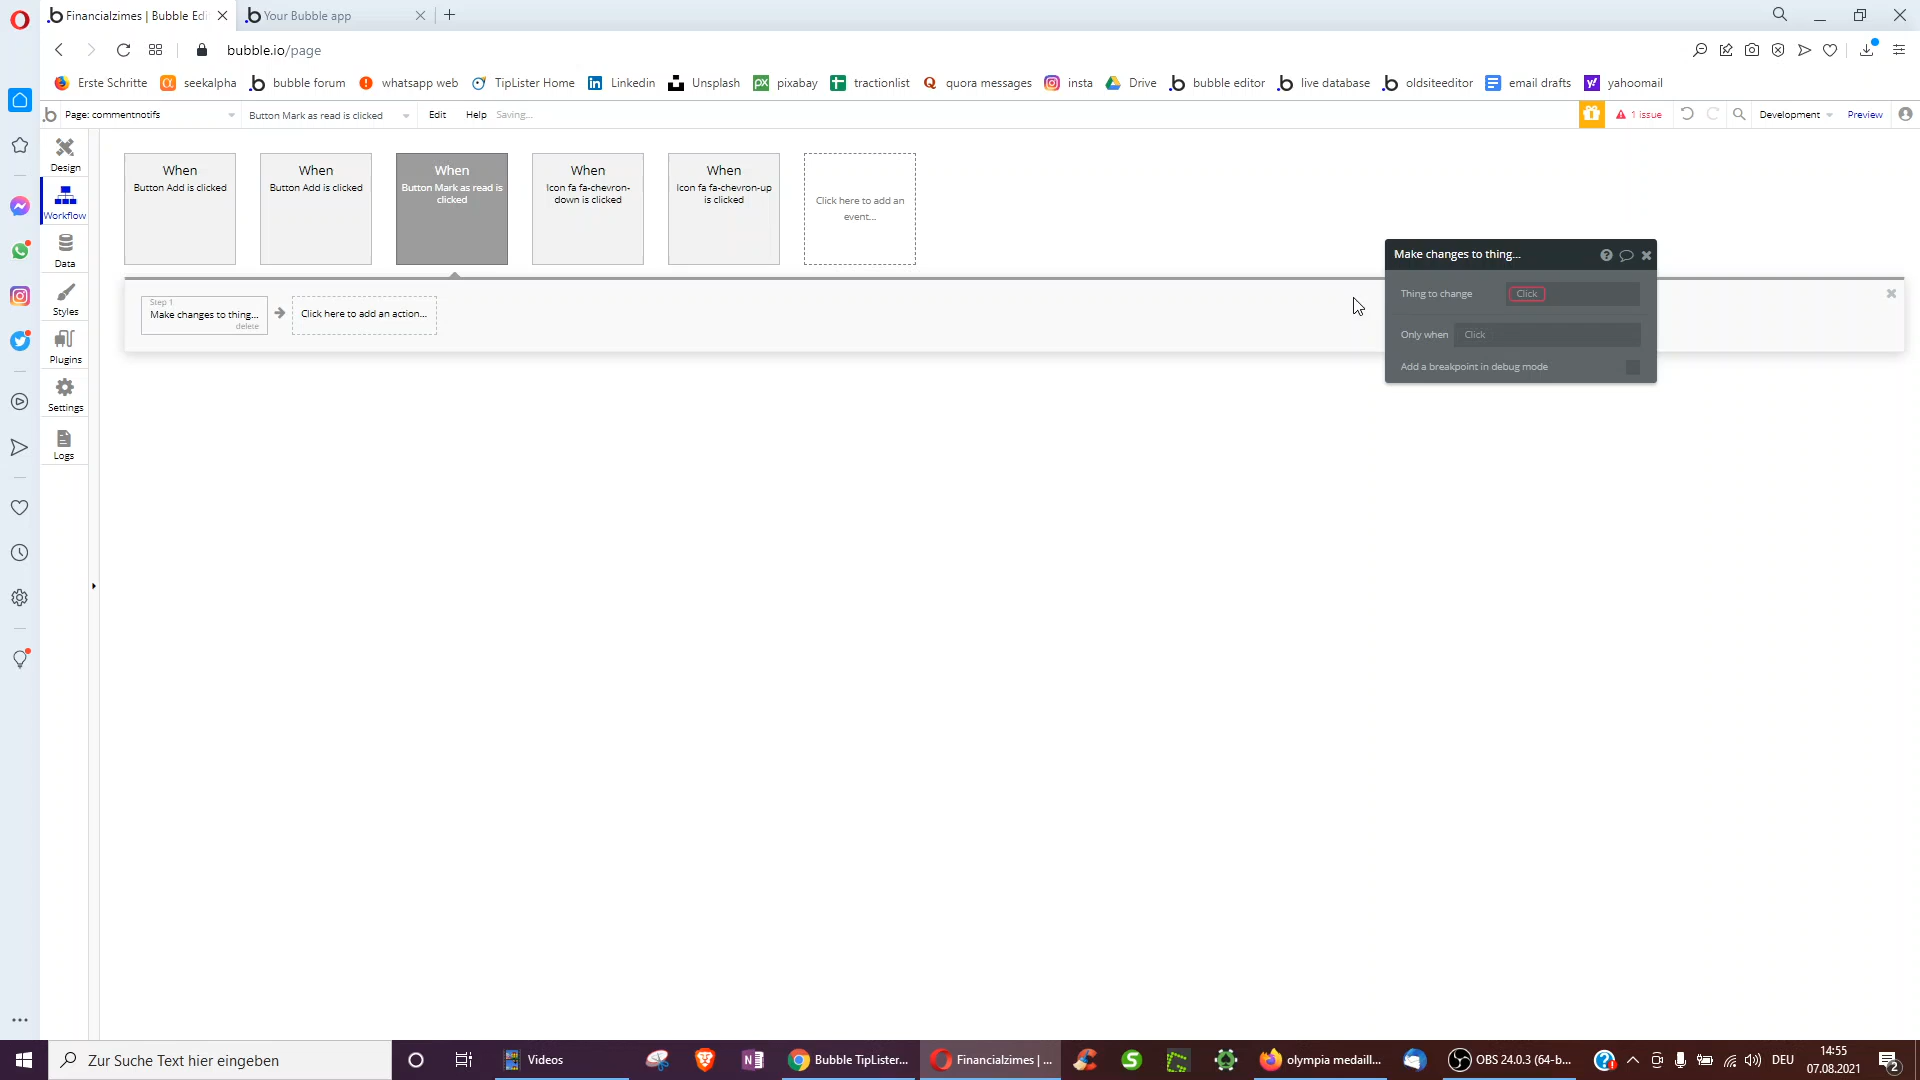 Financialzimes | Bubble Edi
Your Bubble app
bubble.io/page
Erste Schritte
seekalpha
bubble forum
whatsapp web
TipLister Home
Linkedin
Unsplash
pixabay
tractionlist
quora messages
insta
Drive
bubble editor
live database
oldsiteeditor
email drafts
yahoomail
Page: commentnotifs
Button Mark as read is clicked
Edit
Help
Saving...
1 issue
Development
Preview
Design
Workflow
Data
Styles
Plugins
Settings
Logs
When
Button Add is clicked
When
Button Add is clicked
When
Button Mark as read is
clicked
When
Icon fa fa-chevron-
down is clicked
When
Icon fa fa-chevron-up
is clicked
Click here to add an
event...
Step 1
Make changes to thing...
delete
Click here to add an action...
Make changes to thing...
Thing to change
Click
Only when
Click
Add a breakpoint in debug mode
Zur Suche Text hier eingeben
Videos
Bubble TipLister...
Financialzimes | ...
olympia medaill...
OBS 24.0.3 (64-b...
DEU
14:55
07.08.2021
2